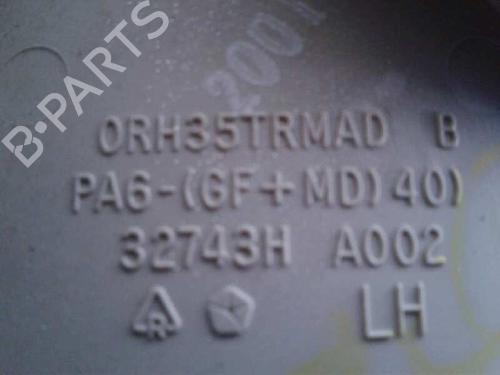 B-PARTS
2001
0RH35TRMAD B
PA6-(GF+MD)40)
32743H A002
R
LH